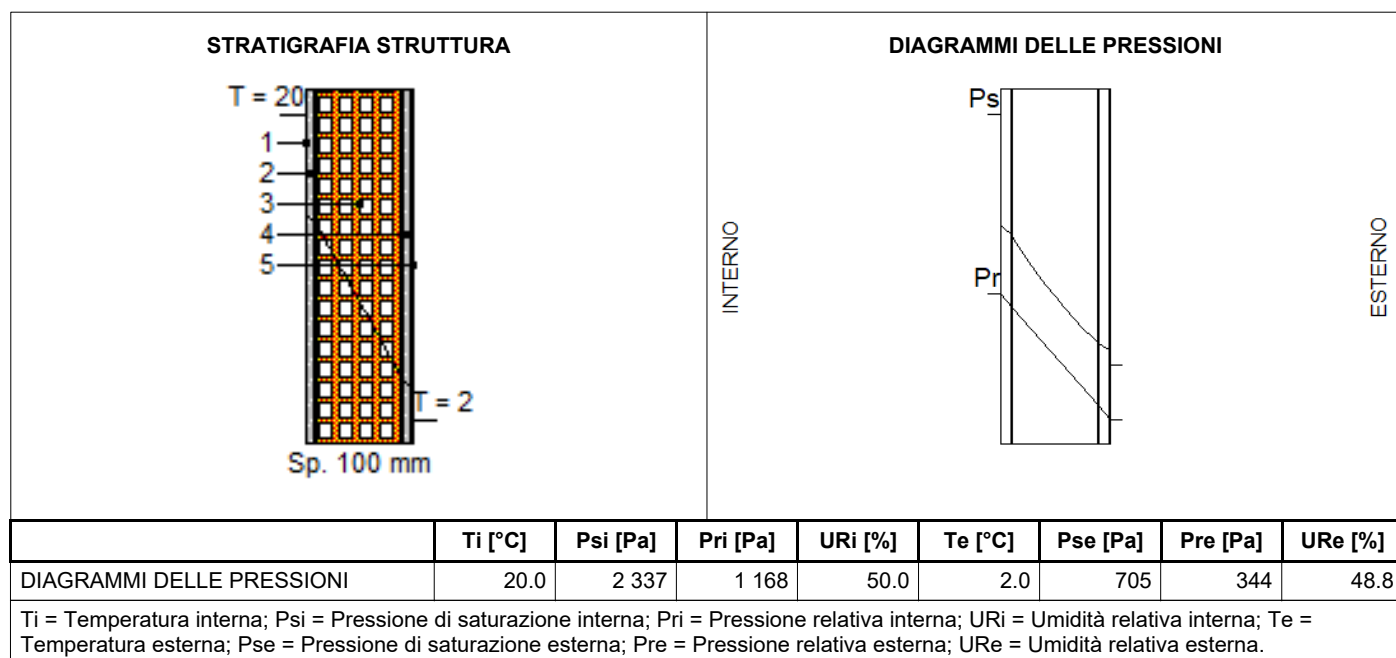 STRATIGRAFIA STRUTTURA
T = 20
1
2
3
4
5
T = 2
Sp. 100 mm
DIAGRAMMI DELLE PRESSIONI
Ps
Pr
INTERNO
ESTERNO
Ti [°C] Psi [Pa] Pri [Pa] URi [%] Te [°C] Pse [Pa] Pre [Pa] URe [%]
DIAGRAMMI DELLE PRESSIONI 20.0 2 337 1 168 50.0 2.0 705 344 48.8
Ti = Temperatura interna; Psi = Pressione di saturazione interna; Pri = Pressione relativa interna; URi = Umidità relativa interna; Te =
Temperatura esterna; Pse = Pressione di saturazione esterna; Pre = Pressione relativa esterna; URe = Umidità relativa esterna.